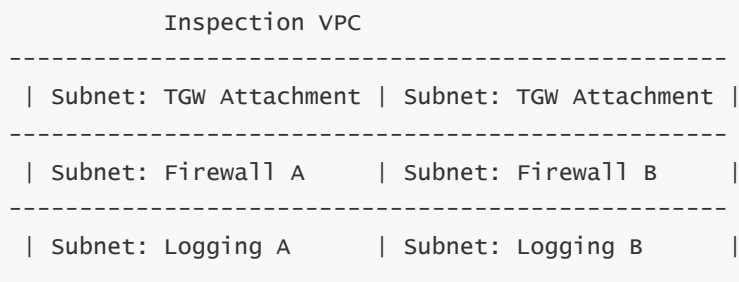 Inspection VPC
---------------------------------------------------
| Subnet: TGW Attachment | Subnet: TGW Attachment |
---------------------------------------------------
| Subnet: Firewall A     | Subnet: Firewall B     |
---------------------------------------------------
| Subnet: Logging A      | Subnet: Logging B      |